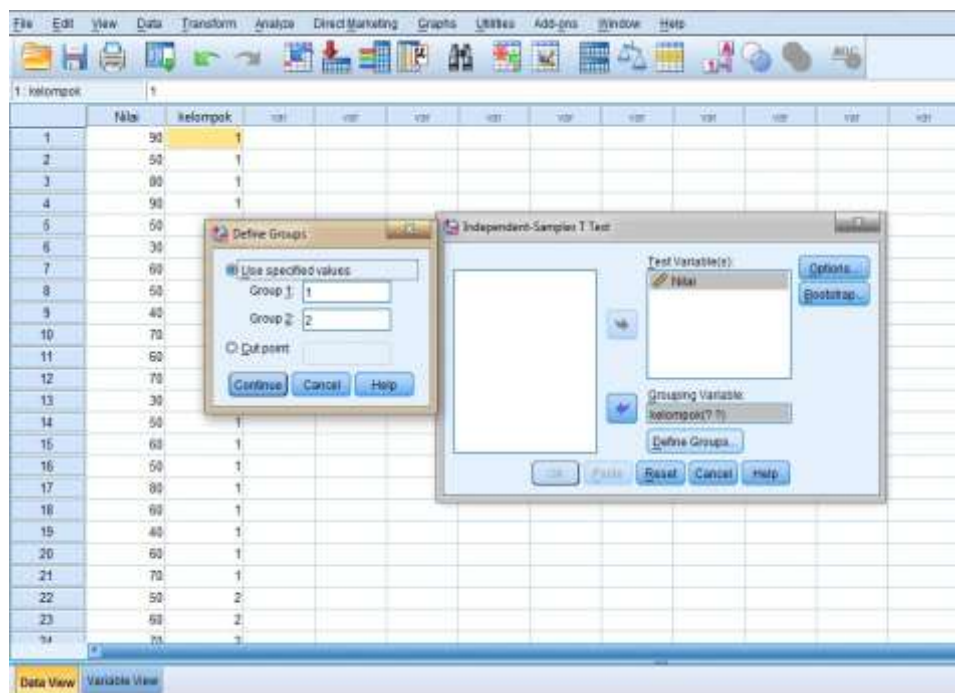 File Edit View Data Transform Analyze Direct Marketing Graphs Utilities Add-ons Window Help
1 : kelompok 1
Nilai kelompok var var var var var var var var var var
1 90 1
2 50 1
3 80 1
4 90 1
5 50
6 30
7 60
8 50
9 40
10 70
11 60
12 70
13 30
14 50 1
15 60 1
16 50 1
17 80 1
18 60 1
19 40 1
20 60 1
21 70 1
22 50 2
23 60 2
24 70 2
Define Groups
Use specified values
Group 1: 1
Group 2: 2
Cut point:
Continue Cancel Help
Independent-Samples T Test
Test Variable(s):
Nilai
Options...
Bootstrap...
Grouping Variable:
kelompok(? ?)
Define Groups...
OK Paste Reset Cancel Help
Data View Variable View